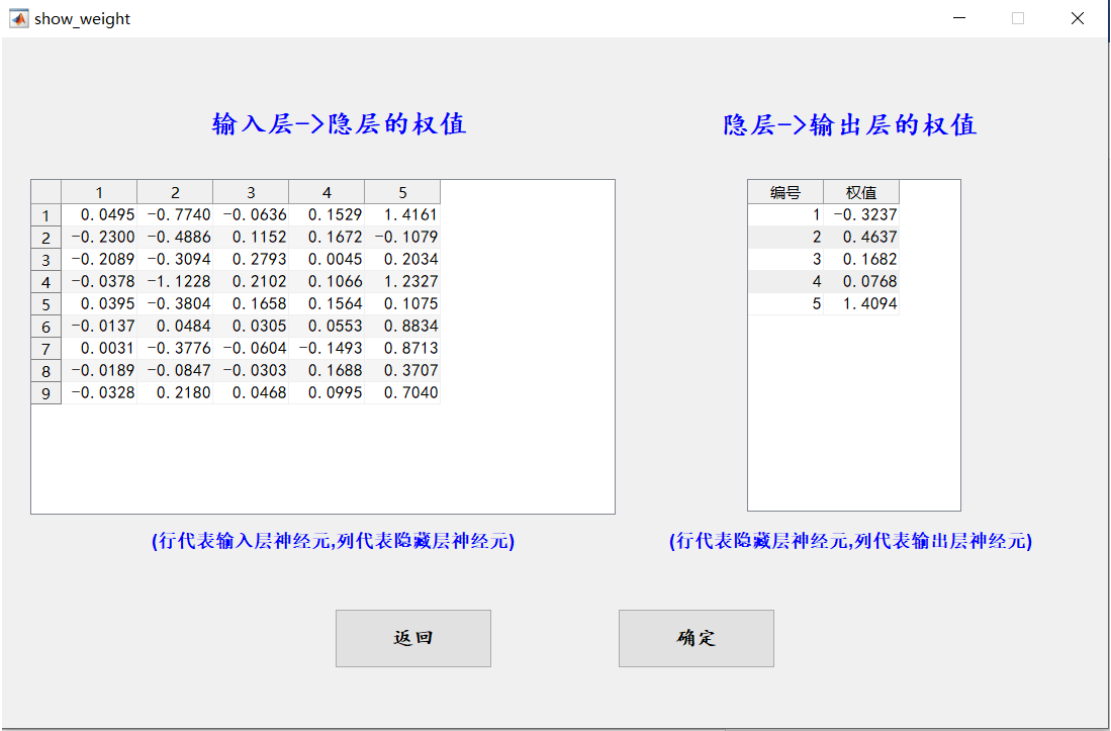 show_weight
输入层->隐层的权值
隐层->输出层的权值
1 2 3 4 5
1 0.0495 -0.7740 -0.0636 0.1529 1.4161
2 -0.2300 -0.4886 0.1152 0.1672 -0.1079
3 -0.2089 -0.3094 0.2793 0.0045 0.2034
4 -0.0378 -1.1228 0.2102 0.1066 1.2327
5 0.0395 -0.3804 0.1658 0.1564 0.1075
6 -0.0137 0.0484 0.0305 0.0553 0.8834
7 0.0031 -0.3776 -0.0604 -0.1493 0.8713
8 -0.0189 -0.0847 -0.0303 0.1688 0.3707
9 -0.0328 0.2180 0.0468 0.0995 0.7040
编号 权值
1 -0.3237
2 0.4637
3 0.1682
4 0.0768
5 1.4094
(行代表输入层神经元,列代表隐藏层神经元)
(行代表隐藏层神经元,列代表输出层神经元)
返回
确定